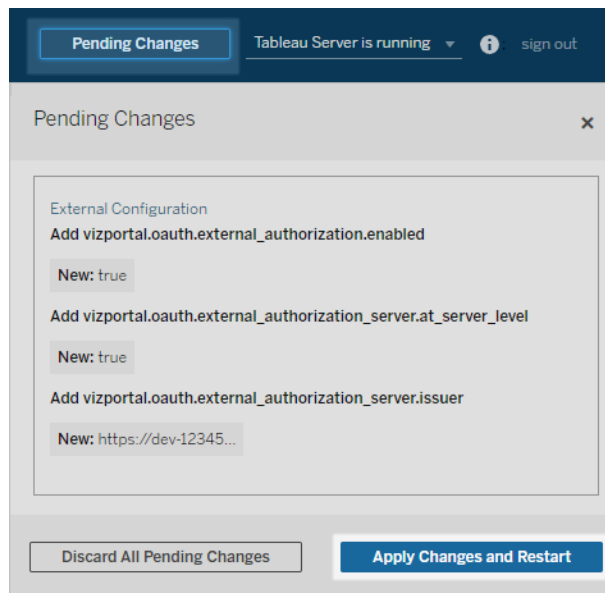 Pending Changes
Tableau Server is running
sign out
Pending Changes
External Configuration
Add vizportal.oauth.external_authorization.enabled
New: true
Add vizportal.oauth.external_authorization_server.at_server_level
New: true
Add vizportal.oauth.external_authorization_server.issuer
New: https://dev-12345...
Discard All Pending Changes
Apply Changes and Restart